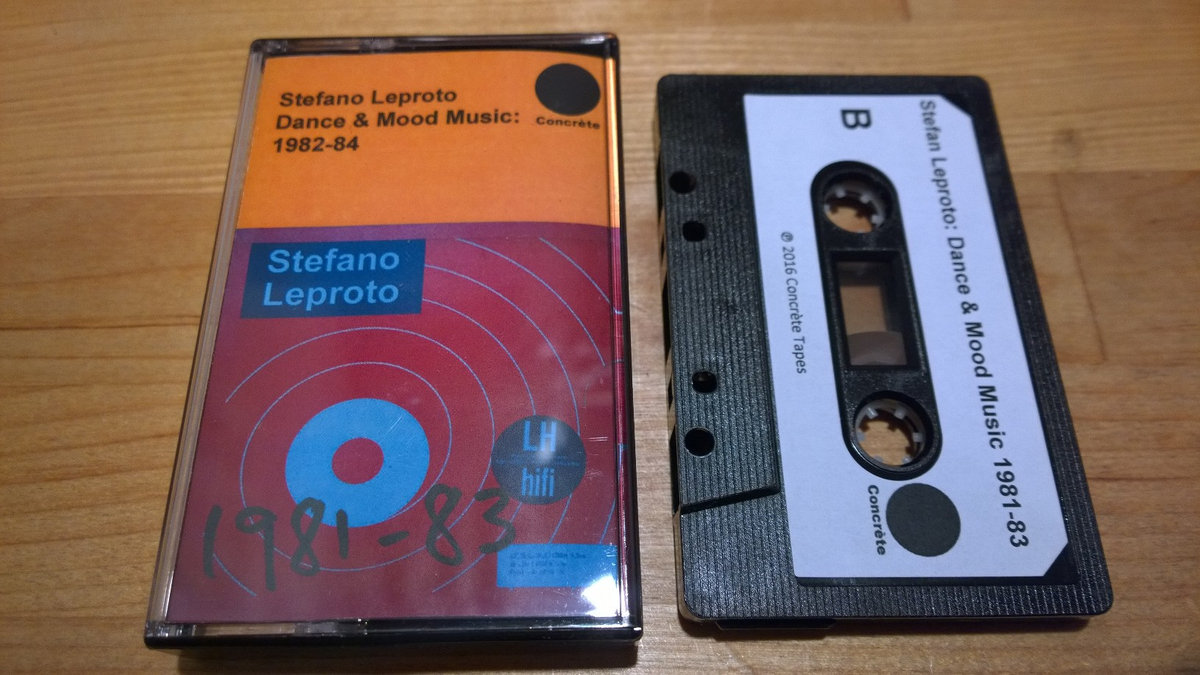 Stefano Leproto
Dance & Mood Music:
1982-84
Concrète
Stefano
Leproto
LH
hifi
1981-83
B
Stefan Leproto: Dance & Mood Music 1981-83
℗ 2016 Concrète Tapes
Concrète